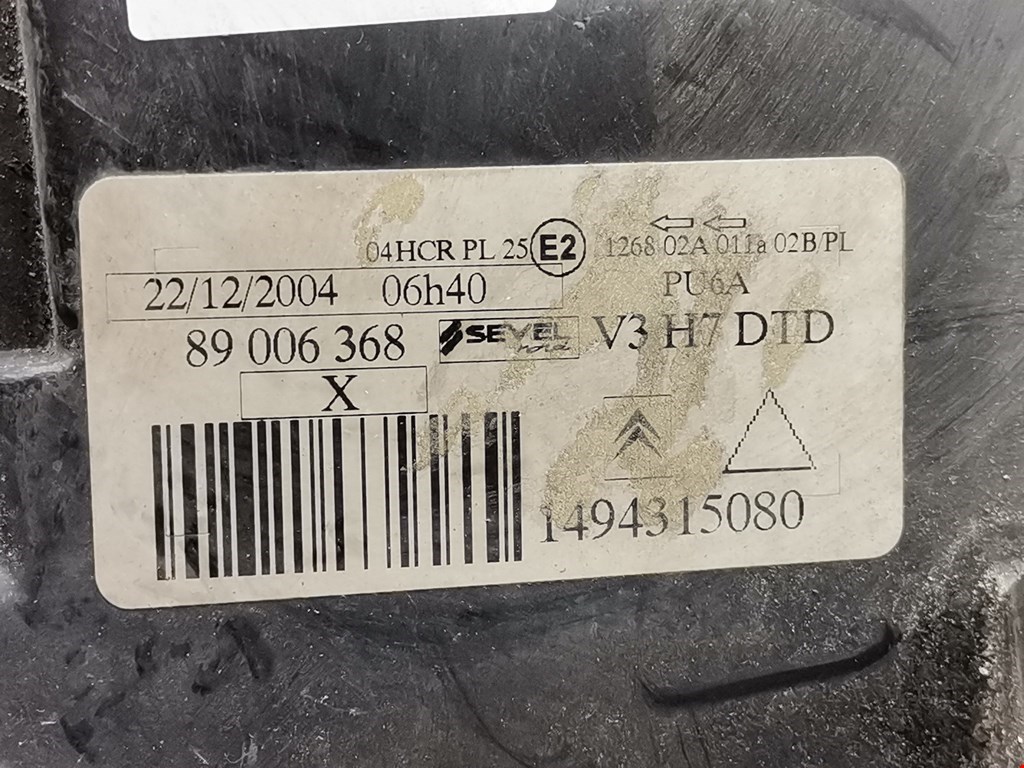 04HCR PL 25 E2 1268 02A 011a 02B/PL
22/12/2004 06h40 PU6A
89 006 368 SEVEL V3 H7 DTD
X
1494315080